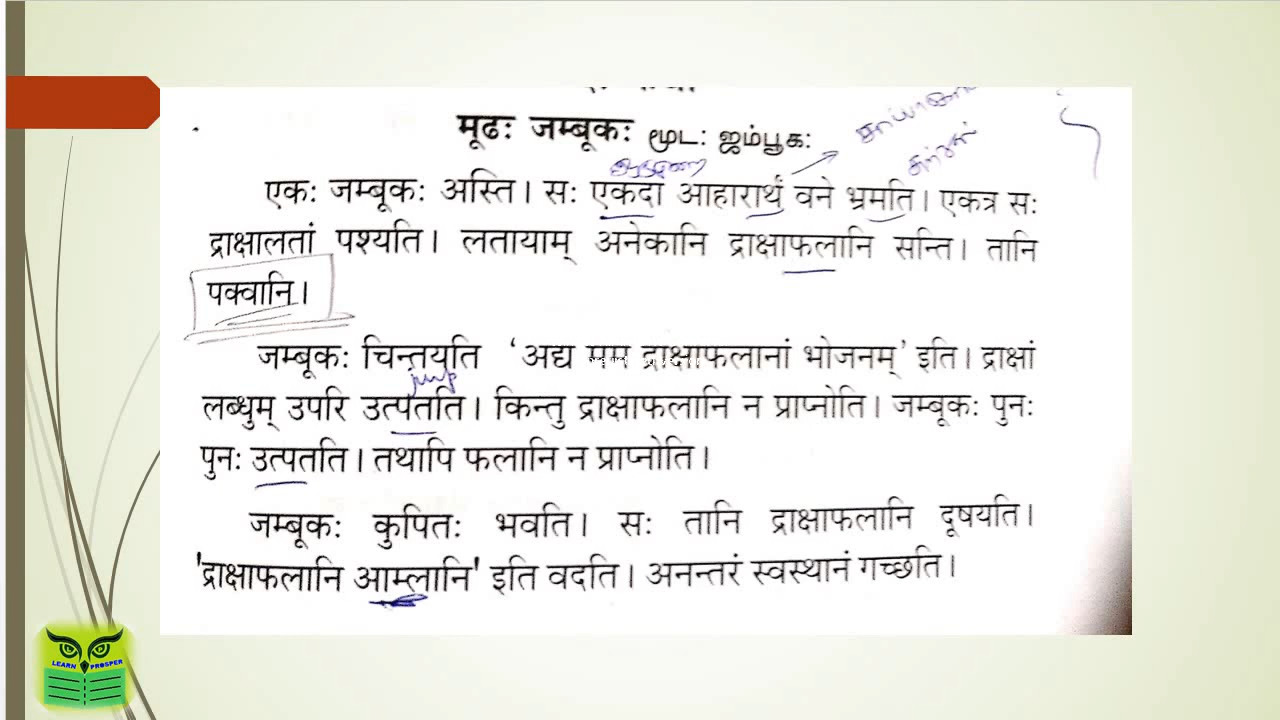 मूढः जम्बूकः மூட: ஜம்பூக:
एकः जम्बूकः अस्ति। सः एकदा आहारार्थं वने भ्रमति। एकत्र सः
द्राक्षालतां पश्यति। लतायाम् अनेकानि द्राक्षाफलानि सन्ति। तानि
पक्वानि।
जम्बूकः चिन्तयति ‘अद्य मम द्राक्षाफलानां भोजनम्’ इति। द्राक्षां
jump
लब्धुम् उपरि उत्पतति। किन्तु द्राक्षाफलानि न प्राप्नोति। जम्बूकः पुनः
पुनः उत्पतति। तथापि फलानि न प्राप्नोति।
जम्बूकः कुपितः भवति। सः तानि द्राक्षाफलानि दूषयति।
'द्राक्षाफलानि आम्लानि' इति वदति। अनन्तरं स्वस्थानं गच्छति।
LEARN PROSPER